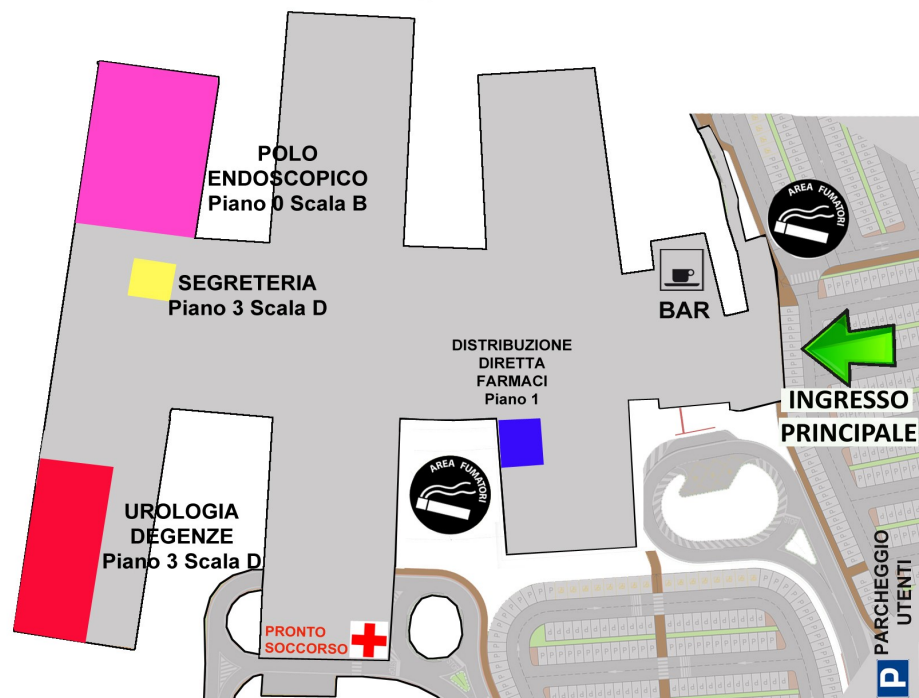 POLO
ENDOSCOPICO
Piano 0 Scala B
AREA FUMATORI
SEGRETERIA
Piano 3 Scala D
BAR
DISTRIBUZIONE
DIRETTA
FARMACI
Piano 1
INGRESSO
PRINCIPALE
AREA FUMATORI
UROLOGIA
DEGENZE
Piano 3 Scala D
PARCHEGGIO
UTENTI
P
PRONTO
SOCCORSO